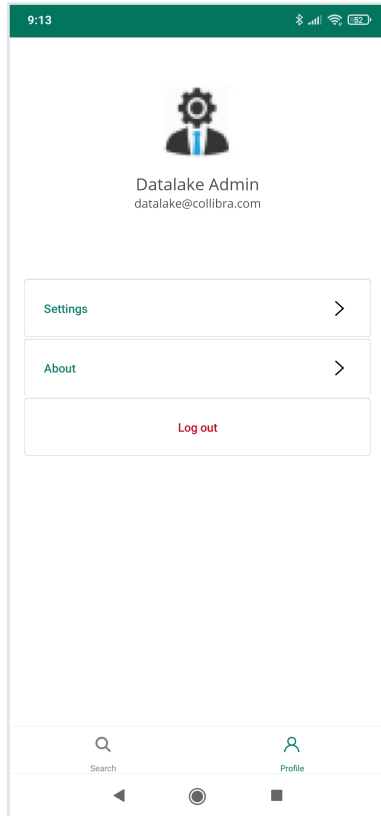 9:13
52
Datalake Admin
datalake@collibra.com
Settings
About
Log out
Search
Profile